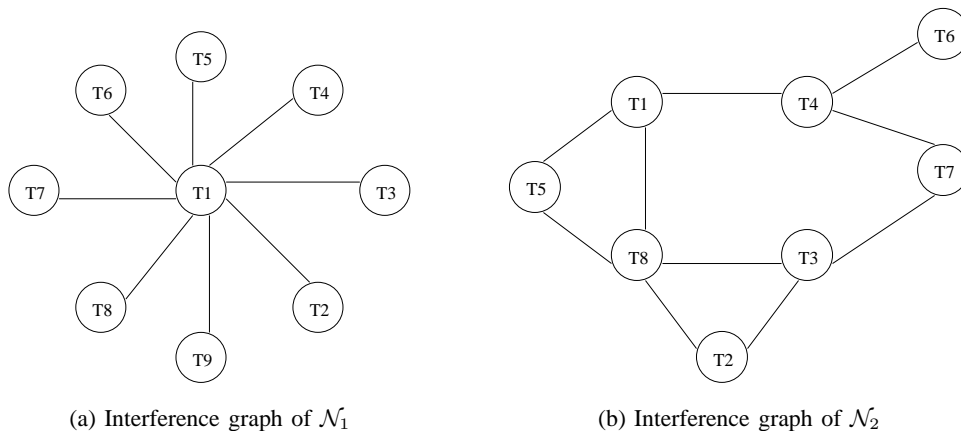 T5
T6
T4
T7
T1
T3
T8
T2
T9
(a) Interference graph of 𝒩₁
T6
T1
T4
T7
T5
T8
T3
T2
(b) Interference graph of 𝒩₂